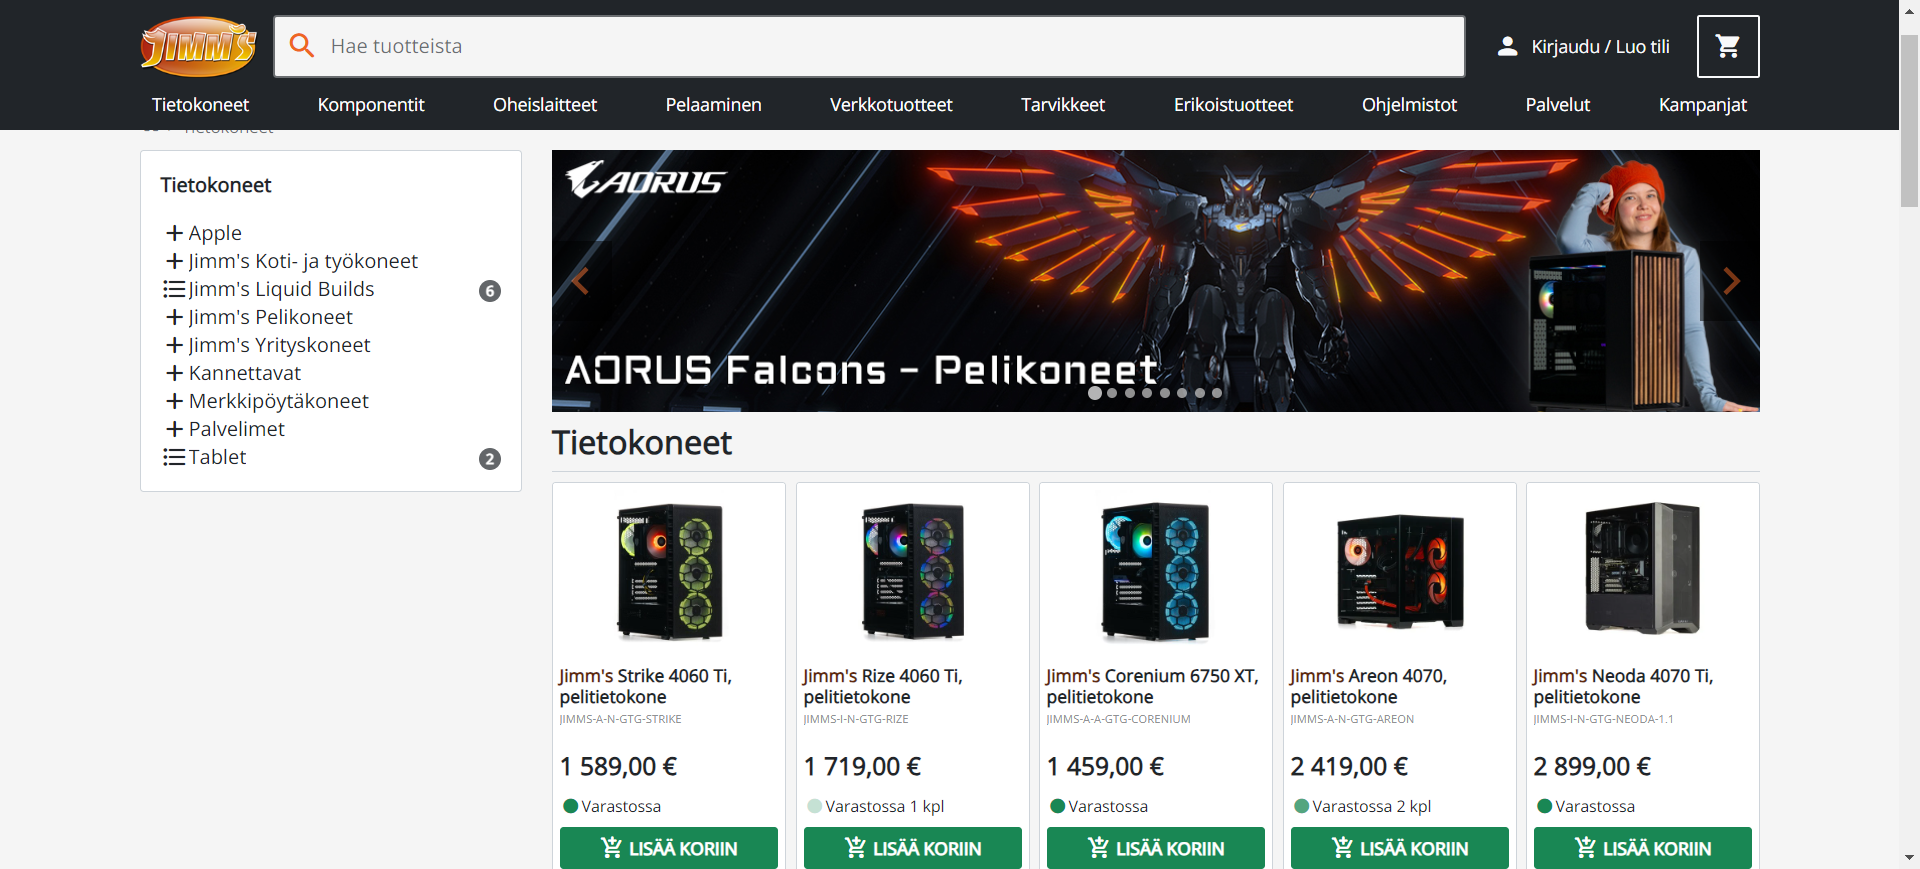 JIMM'S
Hae tuotteista
Kirjaudu / Luo tili
Tietokoneet
Komponentit
Oheislaitteet
Pelaaminen
Verkkotuotteet
Tarvikkeet
Erikoistuotteet
Ohjelmistot
Palvelut
Kampanjat
Tietokoneet
Tietokoneet
Apple
Jimm's Koti- ja työkoneet
Jimm's Liquid Builds 6
Jimm's Pelikoneet
Jimm's Yrityskoneet
Kannettavat
Merkkipöytäkoneet
Palvelimet
Tablet 2
AORUS
AORUS Falcons - Pelikoneet
Tietokoneet
Jimm's Strike 4060 Ti,
pelitietokone
JIMMS-A-N-GTG-STRIKE
1 589,00 €
Varastossa
LISÄÄ KORIIN
Jimm's Rize 4060 Ti,
pelitietokone
JIMMS-I-N-GTG-RIZE
1 719,00 €
Varastossa 1 kpl
LISÄÄ KORIIN
Jimm's Corenium 6750 XT,
pelitietokone
JIMMS-A-A-GTG-CORENIUM
1 459,00 €
Varastossa
LISÄÄ KORIIN
Jimm's Areon 4070,
pelitietokone
JIMMS-A-N-GTG-AREON
2 419,00 €
Varastossa 2 kpl
LISÄÄ KORIIN
Jimm's Neoda 4070 Ti,
pelitietokone
JIMMS-I-N-GTG-NEODA-1.1
2 899,00 €
Varastossa
LISÄÄ KORIIN